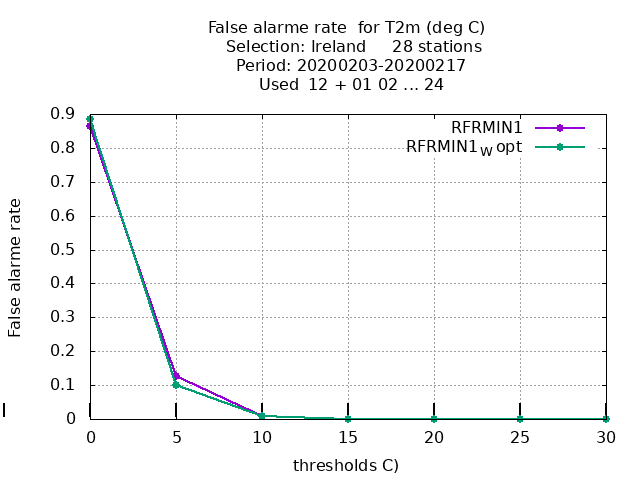 False alarme rate  for T2m (deg C)
Selection: Ireland     28 stations
Period: 20200203-20200217
Used  12 + 01 02 ... 24
RFRMIN1
RFRMIN1W opt
0.9
0.8
0.7
0.6
0.5
0.4
0.3
0.2
0.1
0
False alarme rate
0 5 10 15 20 25 30
thresholds C)